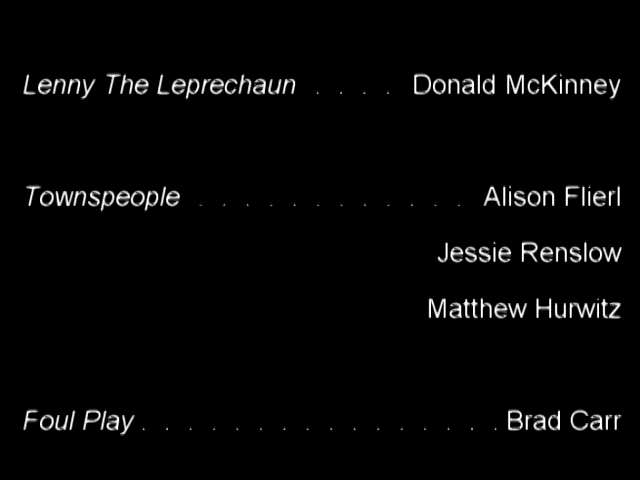 Lenny The Leprechaun . . . . Donald McKinney
Townspeople . . . . . . . . . . . . Alison Flierl
Jessie Renslow
Matthew Hurwitz
Foul Play . . . . . . . . . . . . . . . . Brad Carr